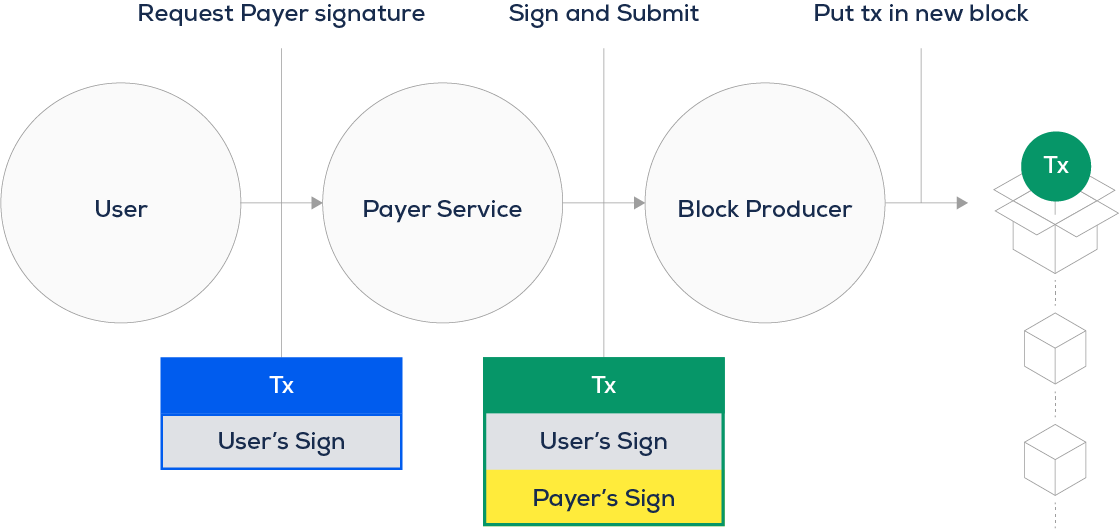 Request Payer signature
Sign and Submit
Put tx in new block
User
Payer Service
Block Producer
Tx
Tx
User’s Sign
Tx
User’s Sign
Payer’s Sign